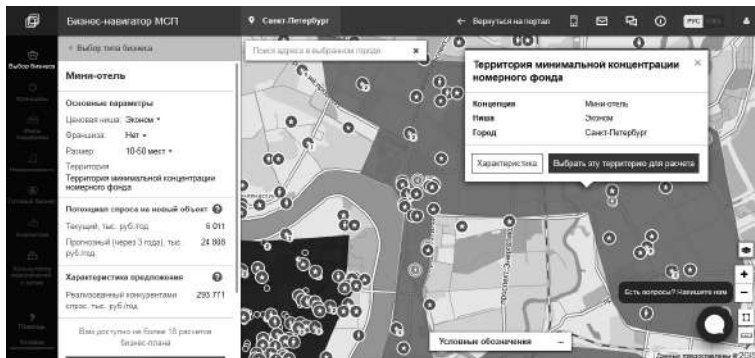 Бизнес-навигатор МСП
Санкт-Петербург
← Вернуться на портал
РУС
Выбор бизнеса
‹ Выбор типа бизнеса
Мини-отель
Основные параметры
Ценовая ниша: Эконом
Франшиза: Нет
Размер: 10-50 мест
Территория
Территория минимальной концентрации
номерного фонда
Потенциал спроса на новый объект ?
Текущий, тыс. руб./год 6 011
Прогнозный (через 3 года), тыс. 24 808
руб./год
Характеристика предложения ?
Реализованный конкурентами 295 771
спрос, тыс. руб./год
Вам доступно не более 18 расчетов
бизнес-плана
Помощь
Поиск адреса в выбранном городе ×
Территория минимальной концентрации ×
номерного фонда
Концепция Мини-отель
Ниша Эконом
Город Санкт-Петербург
Характеристика
Выбрать эту территорию для расчета
Есть вопросы? Напишите нам
Условные обозначения –